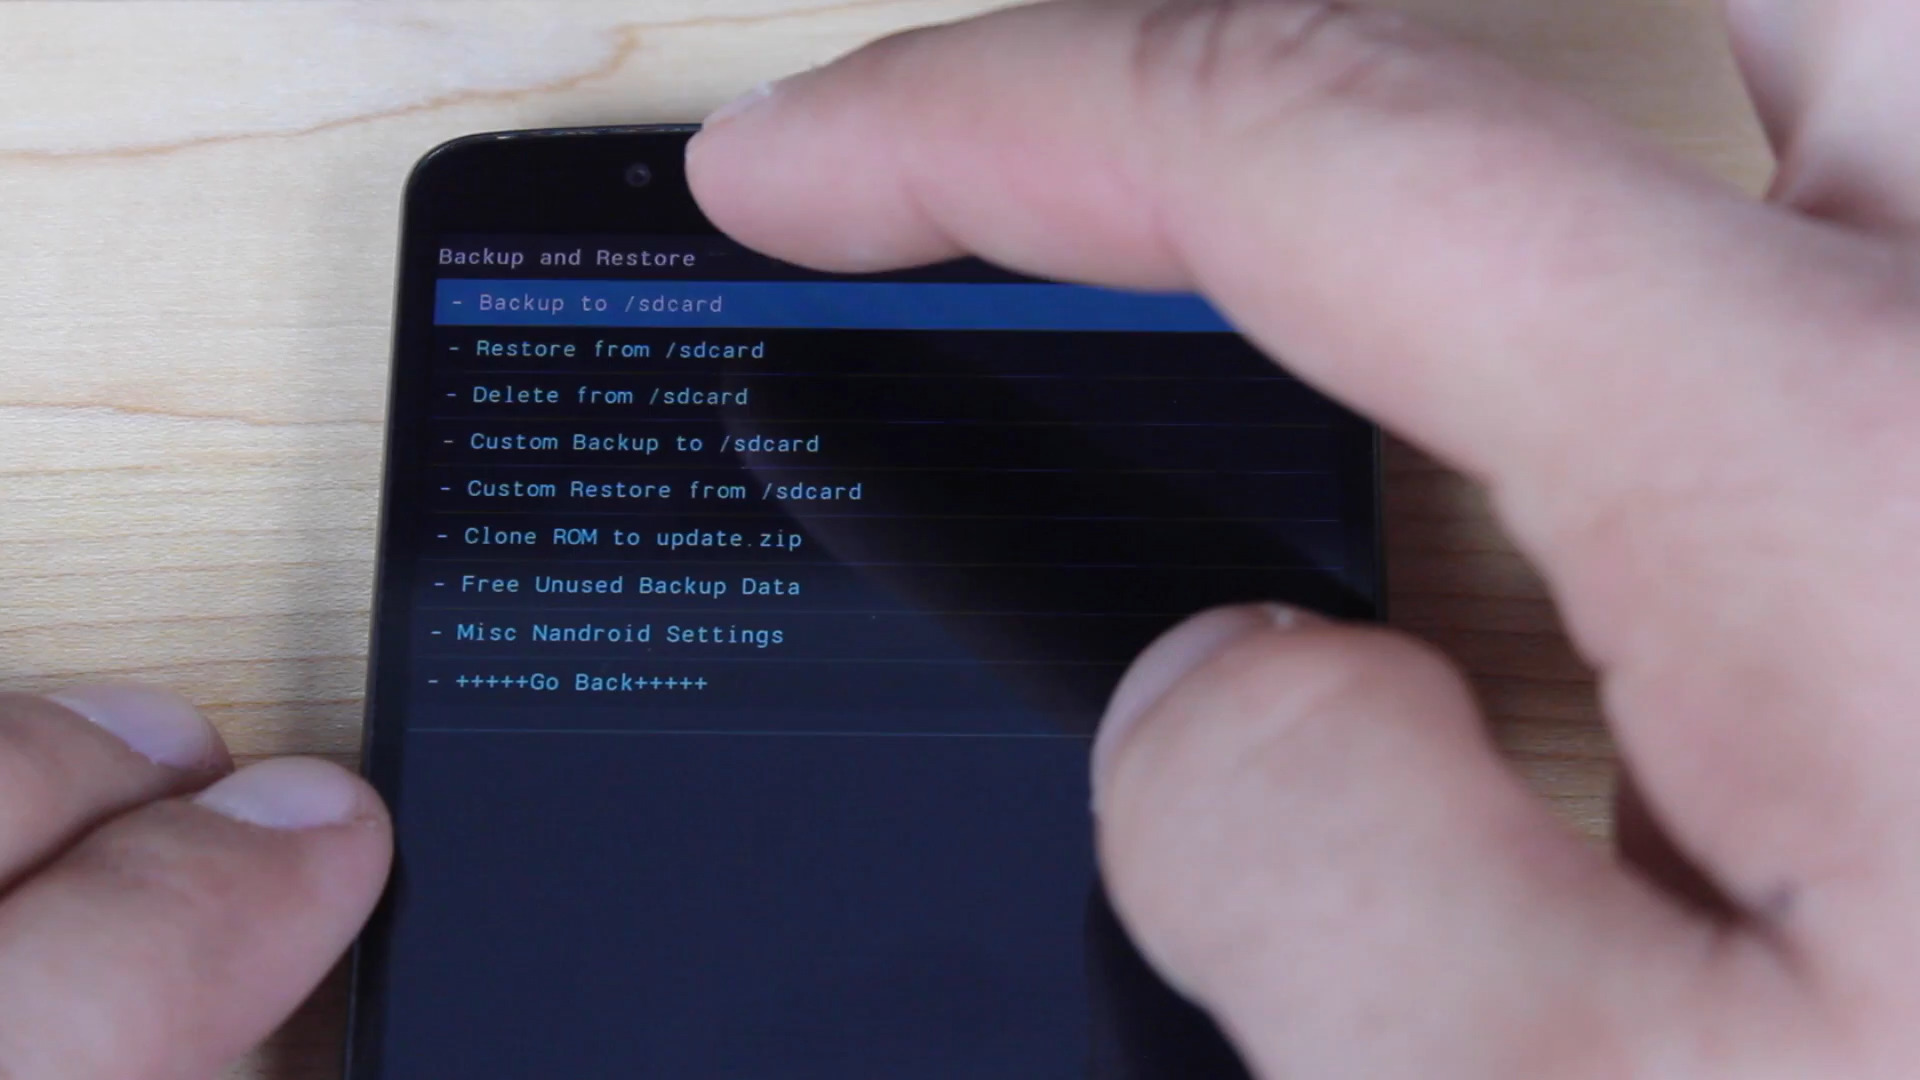 Backup and Restore
- Backup to /sdcard
- Restore from /sdcard
- Delete from /sdcard
- Custom Backup to /sdcard
- Custom Restore from /sdcard
- Clone ROM to update.zip
- Free Unused Backup Data
- Misc Nandroid Settings
- +++++Go Back+++++